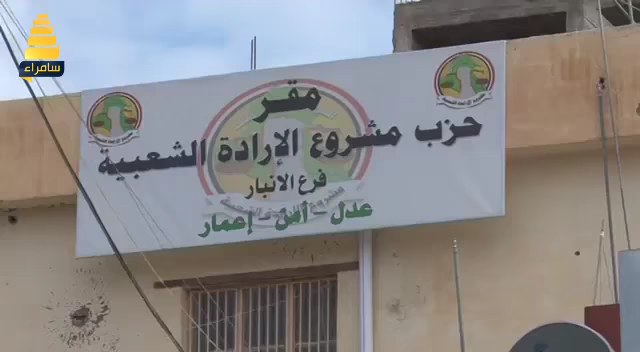 سامراء
مقر
حزب مشروع الإرادة الشعبية
فرع الانبار
عدل - أمن - إعمار